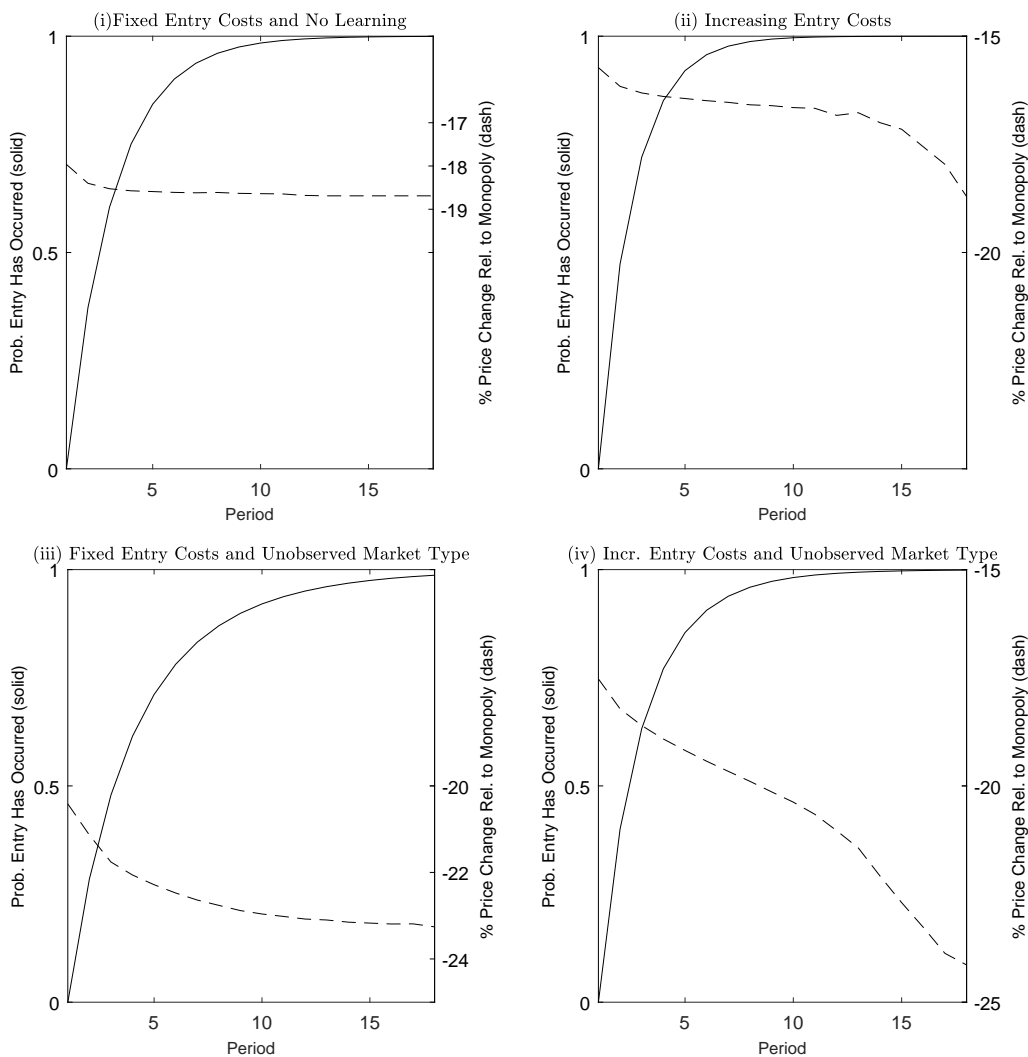 (i)Fixed Entry Costs and No Learning
1
0.5
0
Prob. Entry Has Occurred (solid)
-17
-18
-19
% Price Change Rel. to Monopoly (dash)
5 10 15
Period
(ii) Increasing Entry Costs
1
0.5
0
Prob. Entry Has Occurred (solid)
-15
-20
% Price Change Rel. to Monopoly (dash)
5 10 15
Period
(iii) Fixed Entry Costs and Unobserved Market Type
1
0.5
0
Prob. Entry Has Occurred (solid)
-20
-22
-24
% Price Change Rel. to Monopoly (dash)
5 10 15
Period
(iv) Incr. Entry Costs and Unobserved Market Type
1
0.5
0
Prob. Entry Has Occurred (solid)
-15
-20
-25
% Price Change Rel. to Monopoly (dash)
5 10 15
Period